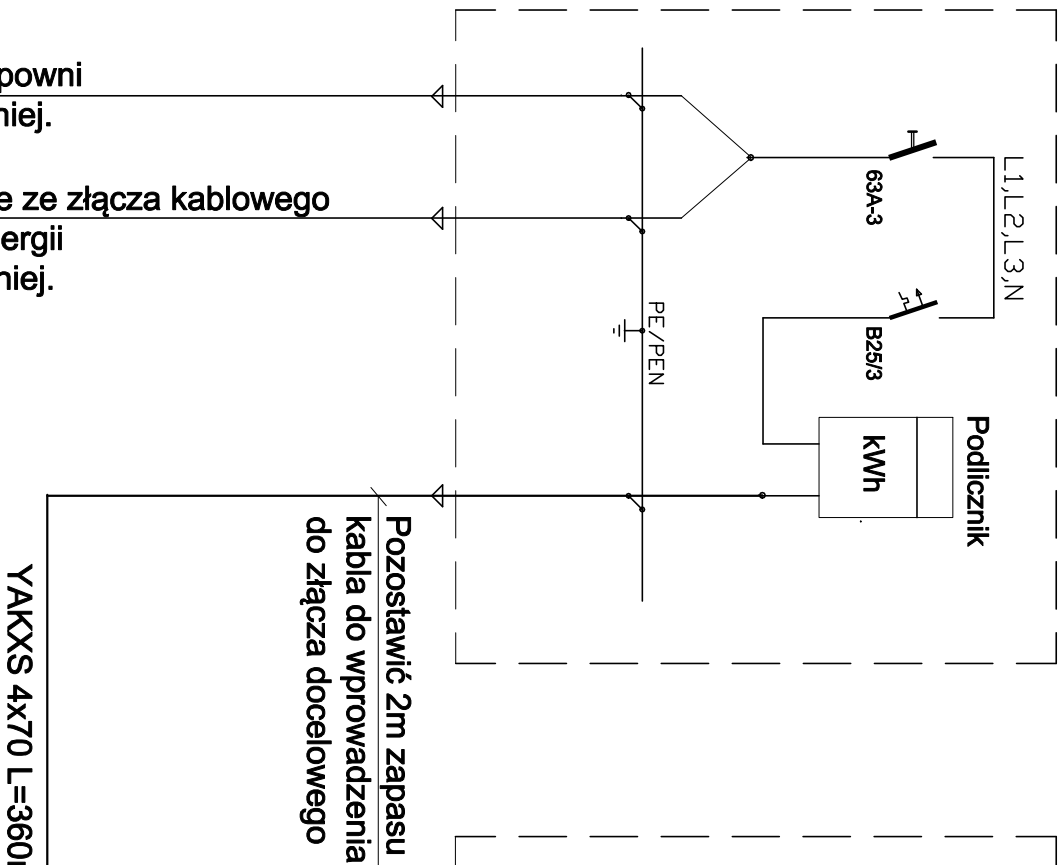 powni
niej.
e ze złącza kablowego
ergii
niej.
L1,L2,L3,N
63A-3
B25/3
PE/PEN
Podlicznik
kWh
Pozostawić 2m zapasu
kabla do wprowadzenia
do złącza docelowego
YAKXS 4x70 L=360m